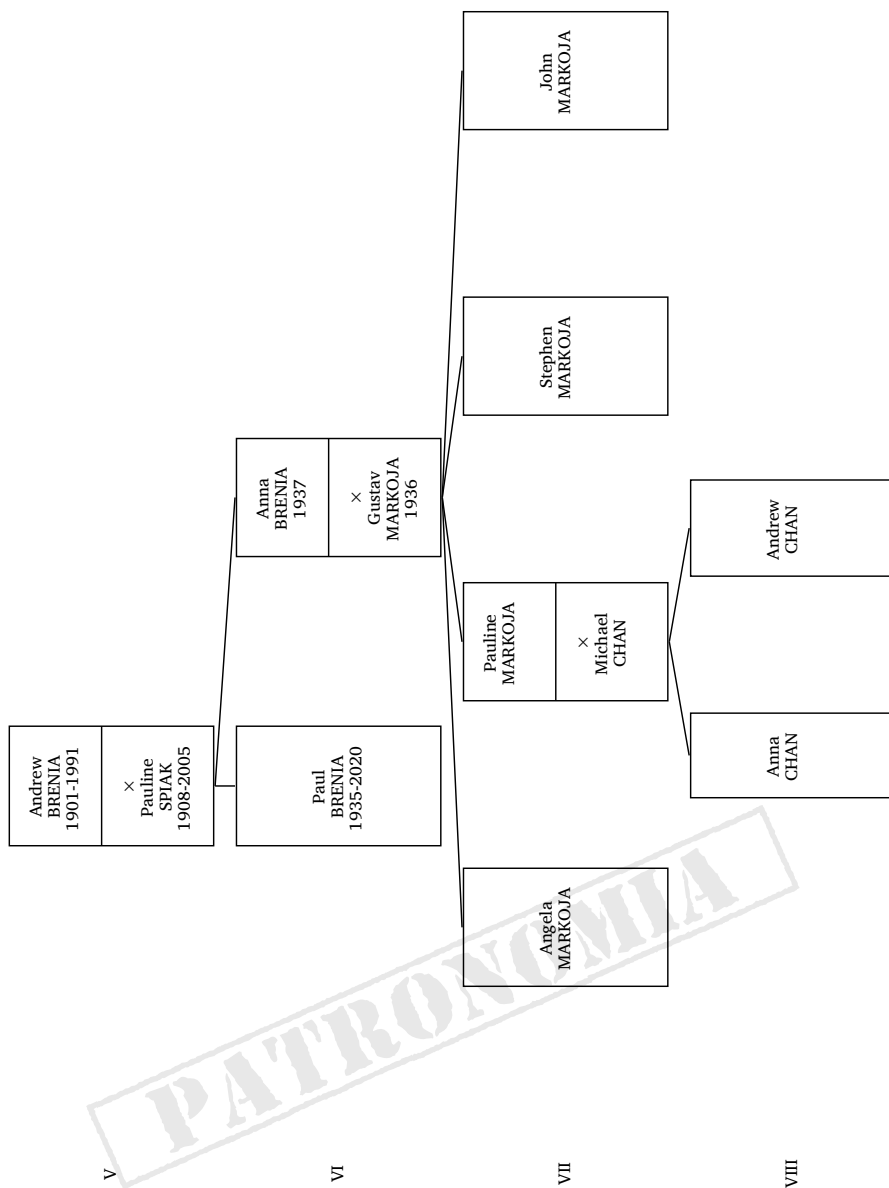 V
Andrew
BRENIA
1901-1991
×
Pauline
SPIAK
1908-2005
VI
Paul
BRENIA
1935-2020
Anna
BRENIA
1937
×
Gustav
MARKOJA
1936
VII
Angela
MARKOJA
Pauline
MARKOJA
×
Michael
CHAN
Stephen
MARKOJA
John
MARKOJA
VIII
Anna
CHAN
Andrew
CHAN
PATRONOMIA